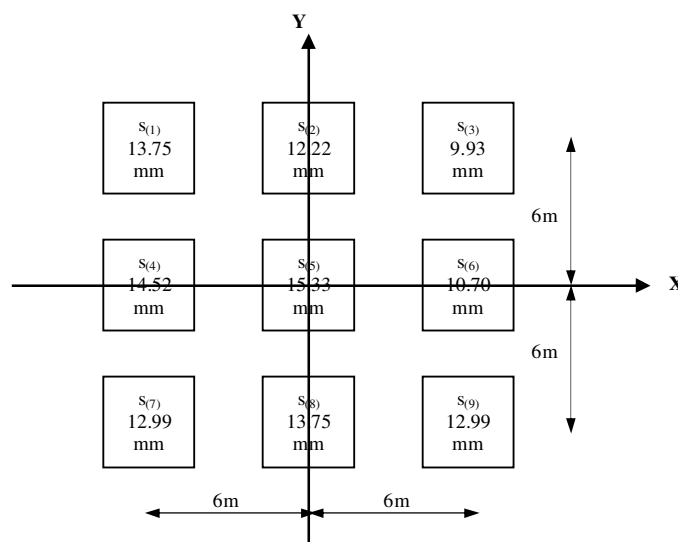 Y
s(1)
13.75
mm
s(2)
12.22
mm
s(3)
9.93
mm
6m
s(4)
14.52
mm
s(5)
15.33
mm
s(6)
10.70
mm
X
6m
s(7)
12.99
mm
s(8)
13.75
mm
s(9)
12.99
mm
6m
6m